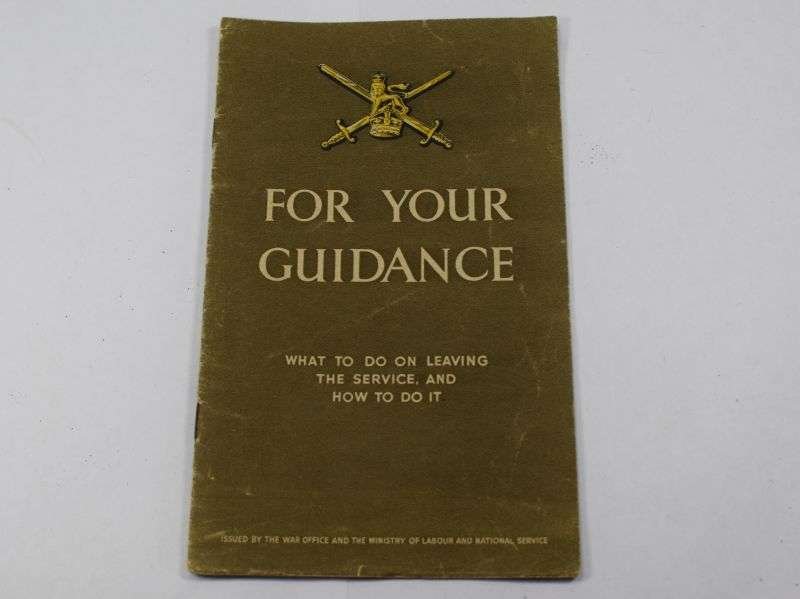 FOR YOUR
GUIDANCE
WHAT TO DO ON LEAVING
THE SERVICE, AND
HOW TO DO IT
ISSUED BY THE WAR OFFICE AND THE MINISTRY OF LABOUR AND NATIONAL SERVICE